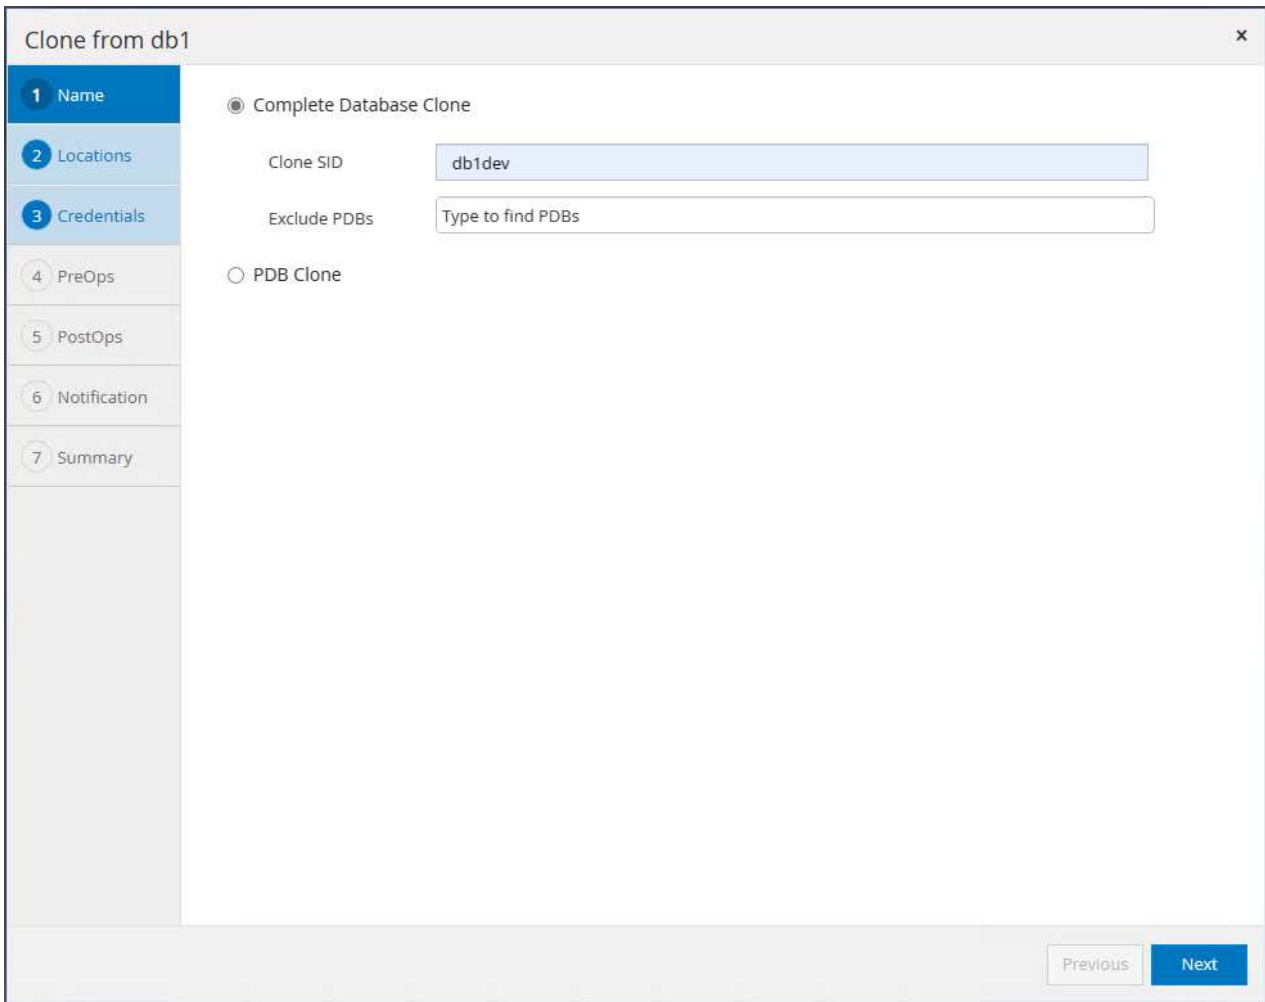 Clone from db1
x
1 Name
2 Locations
3 Credentials
4 PreOps
5 PostOps
6 Notification
7 Summary
Complete Database Clone
Clone SID db1dev
Exclude PDBs Type to find PDBs
PDB Clone
Previous Next